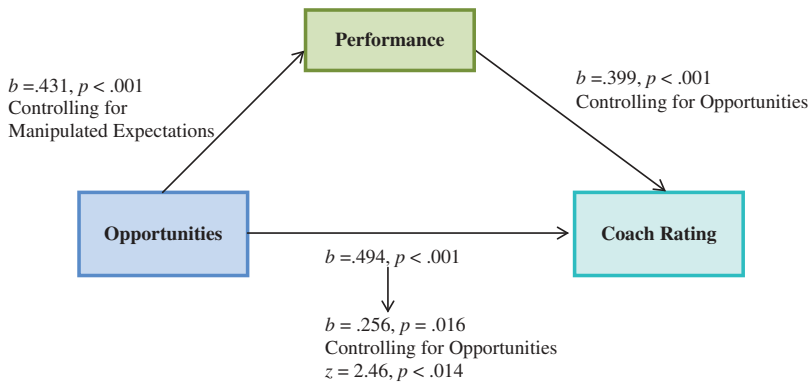 Performance
b =.431, p < .001
Controlling for
Manipulated Expectations
b =.399, p < .001
Controlling for Opportunities
Opportunities
Coach Rating
b =.494, p < .001
b = .256, p = .016
Controlling for Opportunities
z = 2.46, p < .014